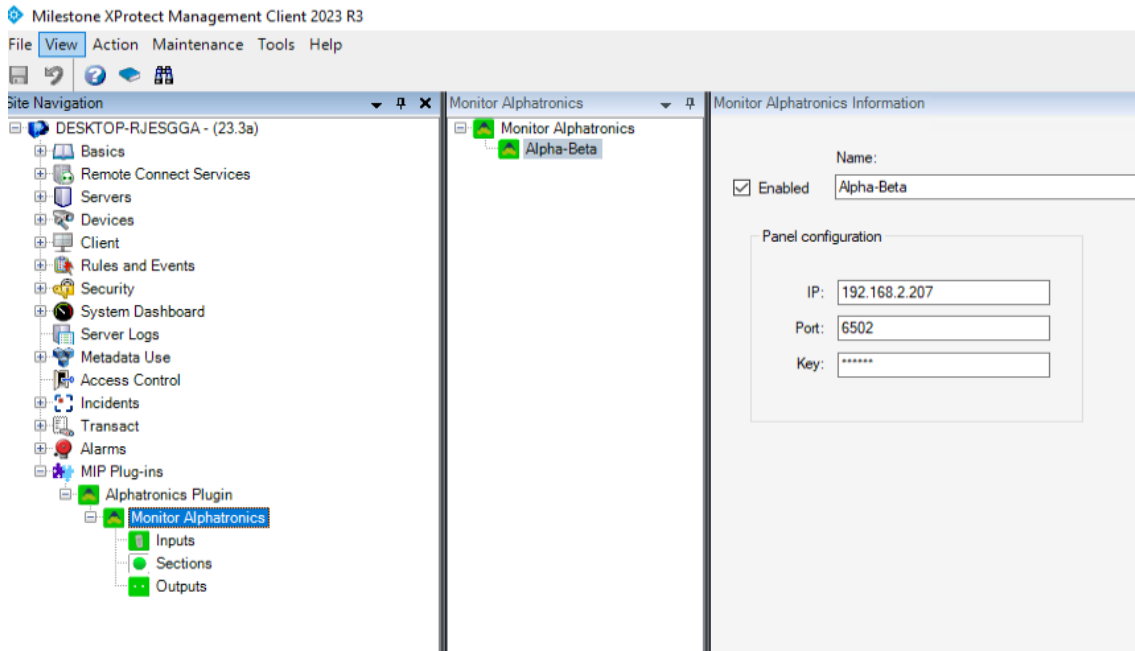 Milestone XProtect Management Client 2023 R3
File View Action Maintenance Tools Help
Site Navigation
DESKTOP-RJESGGA - (23.3a)
Basics
Remote Connect Services
Servers
Devices
Client
Rules and Events
Security
System Dashboard
Server Logs
Metadata Use
Access Control
Incidents
Transact
Alarms
MIP Plug-ins
Alphatronics Plugin
Monitor Alphatronics
Inputs
Sections
Outputs
Monitor Alphatronics
Monitor Alphatronics
Alpha-Beta
Monitor Alphatronics Information
Name:
Enabled Alpha-Beta
Panel configuration
IP: 192.168.2.207
Port: 6502
Key: ******